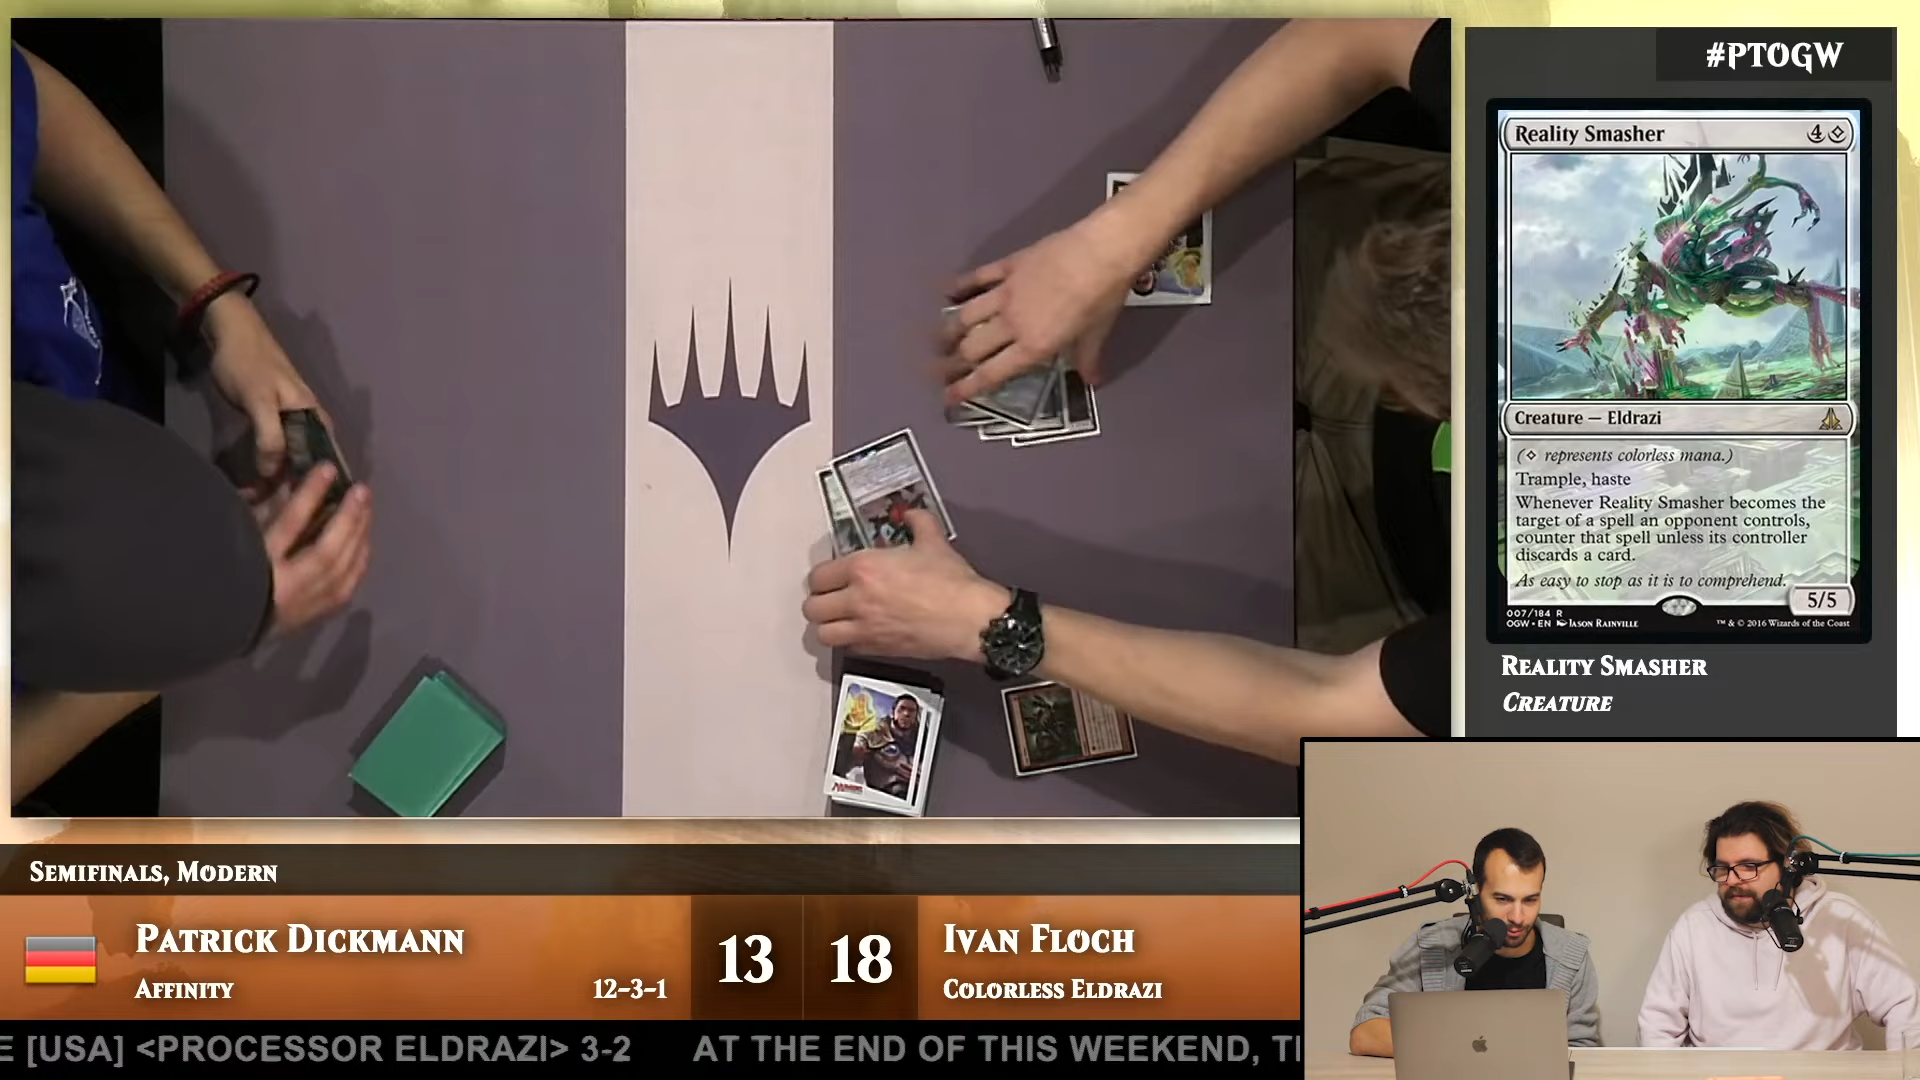 #PTOGW
Reality Smasher 4
Creature — Eldrazi
( represents colorless mana.)
Trample, haste
Whenever Reality Smasher becomes the
target of a spell an opponent controls,
counter that spell unless its controller
discards a card.
As easy to stop as it is to comprehend.
5/5
007/184 R
OGW • EN Jason Rainville
™ & © 2016 Wizards of the Coast
Reality Smasher
Creature
Semifinals, Modern
Patrick Dickmann
Affinity
12-3-1
13
18
Ivan Floch
Colorless Eldrazi
E [USA] <PROCESSOR ELDRAZI> 3-2 AT THE END OF THIS WEEKEND, T